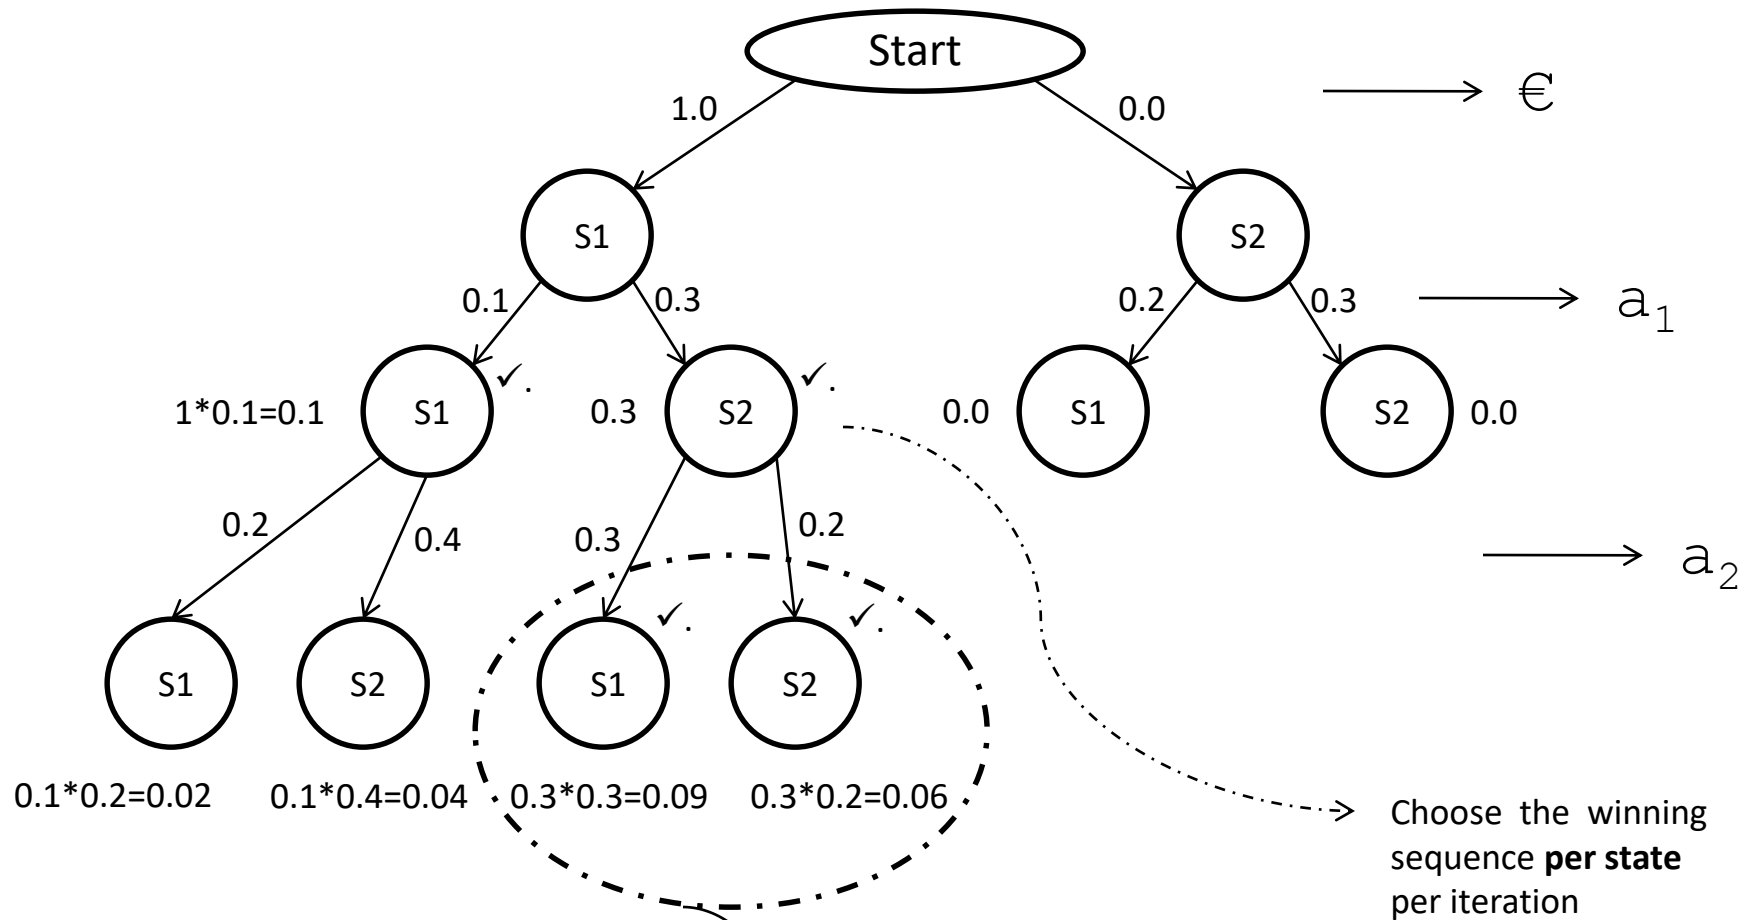 Start
1.0
0.0
€
S1
S2
0.1
0.3
0.2
0.3
a₁
1*0.1=0.1
S1
✓.
0.3
S2
✓.
0.0
S1
S2
0.0
0.2
0.4
0.3
0.2
a₂
S1
S2
S1
✓.
S2
✓.
0.1*0.2=0.02
0.1*0.4=0.04
0.3*0.3=0.09
0.3*0.2=0.06
Choose the winning
sequence per state
per iteration